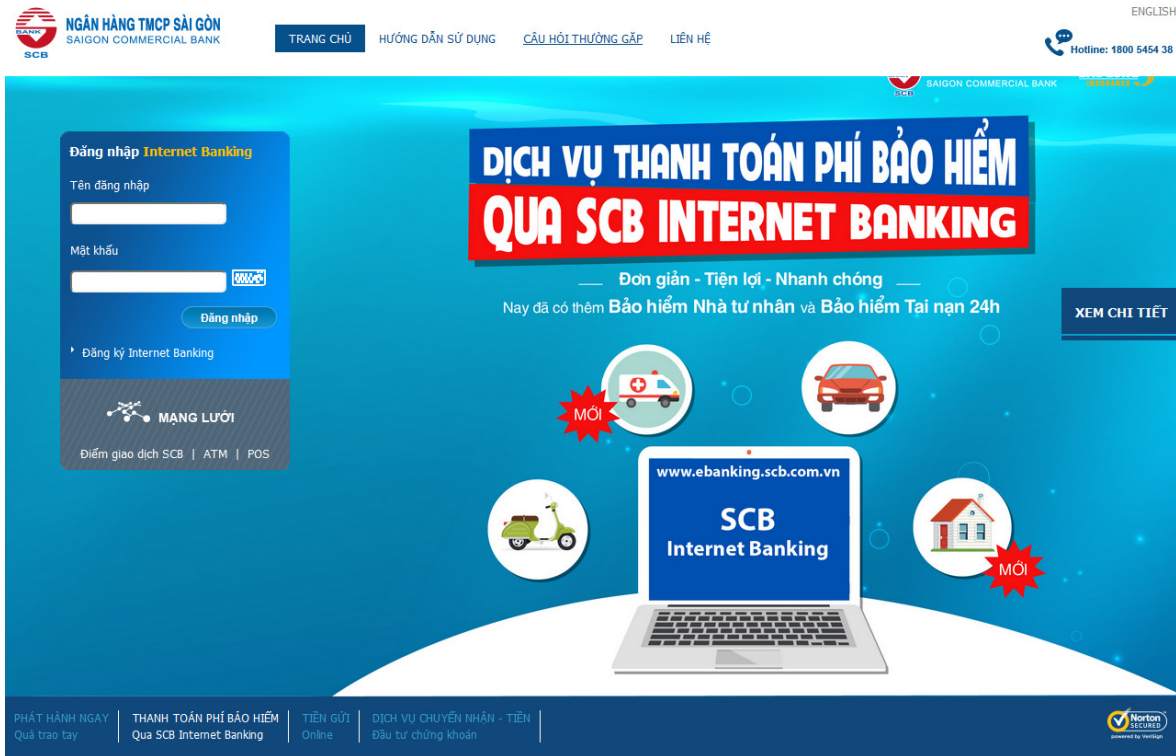 NGÂN HÀNG TMCP SÀI GÒN
SAIGON COMMERCIAL BANK
BANK
SCB
TRANG CHỦ
HƯỚNG DẪN SỬ DỤNG
CÂU HỎI THƯỜNG GẶP
LIÊN HỆ
ENGLISH
Hotline: 1800 5454 38
SAIGON COMMERCIAL BANK
SCB
Đăng nhập Internet Banking
Tên đăng nhập
Mật khẩu
Đăng nhập
Đăng ký Internet Banking
MẠNG LƯỚI
Điểm giao dịch SCB | ATM | POS
DỊCH VỤ THANH TOÁN PHÍ BẢO HIỂM
QUA SCB INTERNET BANKING
Đơn giản - Tiện lợi - Nhanh chóng
Nay đã có thêm Bảo hiểm Nhà tư nhân và Bảo hiểm Tai nạn 24h
XEM CHI TIẾT
MỚI
www.ebanking.scb.com.vn
SCB
Internet Banking
MỚI
PHÁT HÀNH NGAY
Quà trao tay
THANH TOÁN PHÍ BẢO HIỂM
Qua SCB Internet Banking
TIỀN GỬI
Online
DỊCH VỤ CHUYỂN NHẬN - TIỀN
Đầu tư chứng khoán
Norton
SECURED
powered by VeriSign